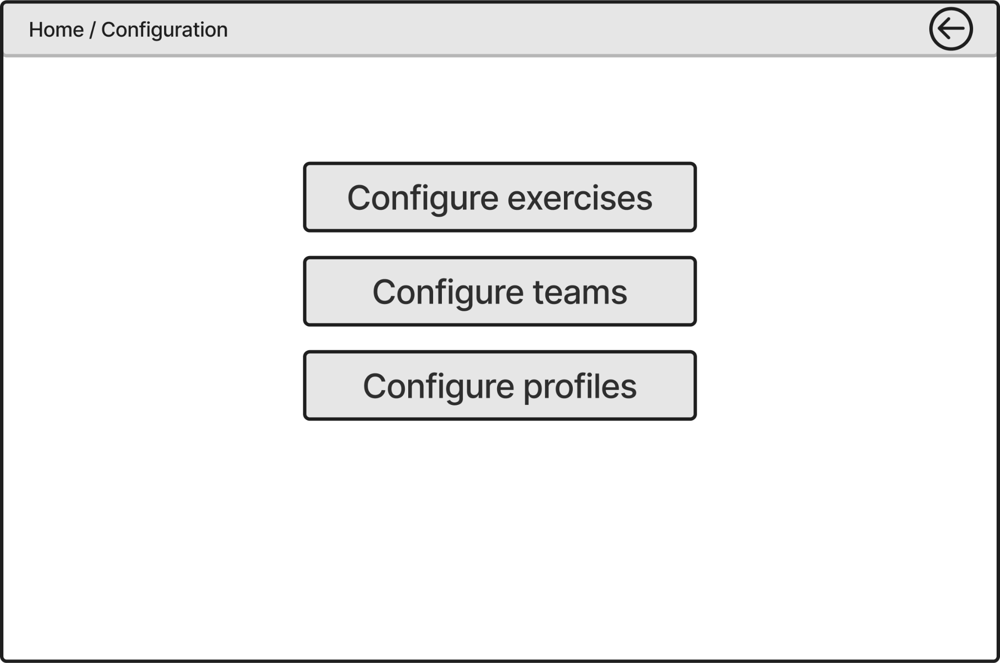 Home / Configuration
Configure exercises
Configure teams
Configure profiles